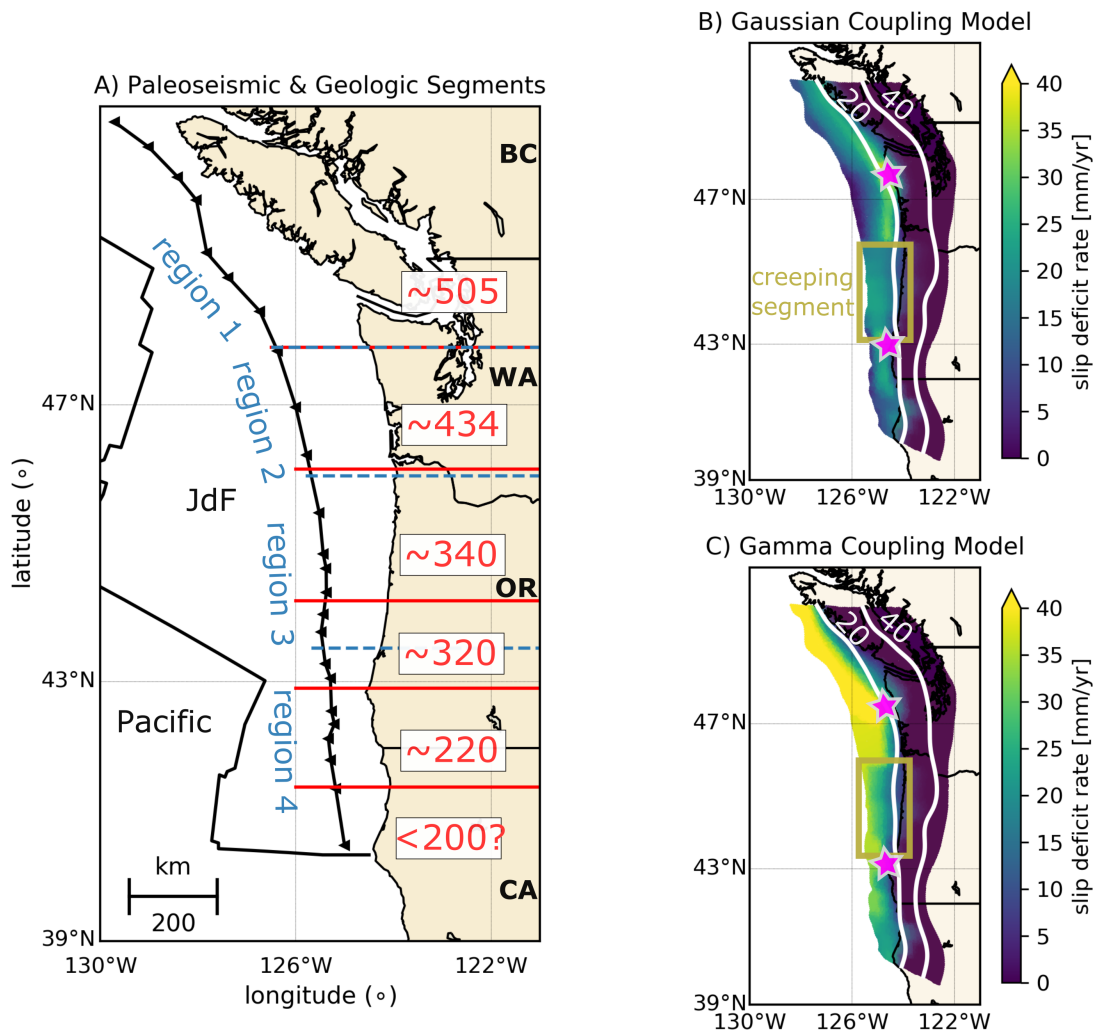 A) Paleoseismic & Geologic Segments
BC
~505
region 1
WA
region 2
47°N
~434
JdF
latitude (∘)
region 3
~340
OR
~320
43°N
region 4
Pacific
~220
<200?
km
200
CA
39°N
130°W
126°W
122°W
longitude (∘)
B) Gaussian Coupling Model
20
40
47°N
creeping
segment
43°N
39°N
130°W
126°W
122°W
40
35
30
25
20
15
10
5
0
slip deficit rate [mm/yr]
C) Gamma Coupling Model
20
40
47°N
43°N
39°N
130°W
126°W
122°W
40
35
30
25
20
15
10
5
0
slip deficit rate [mm/yr]